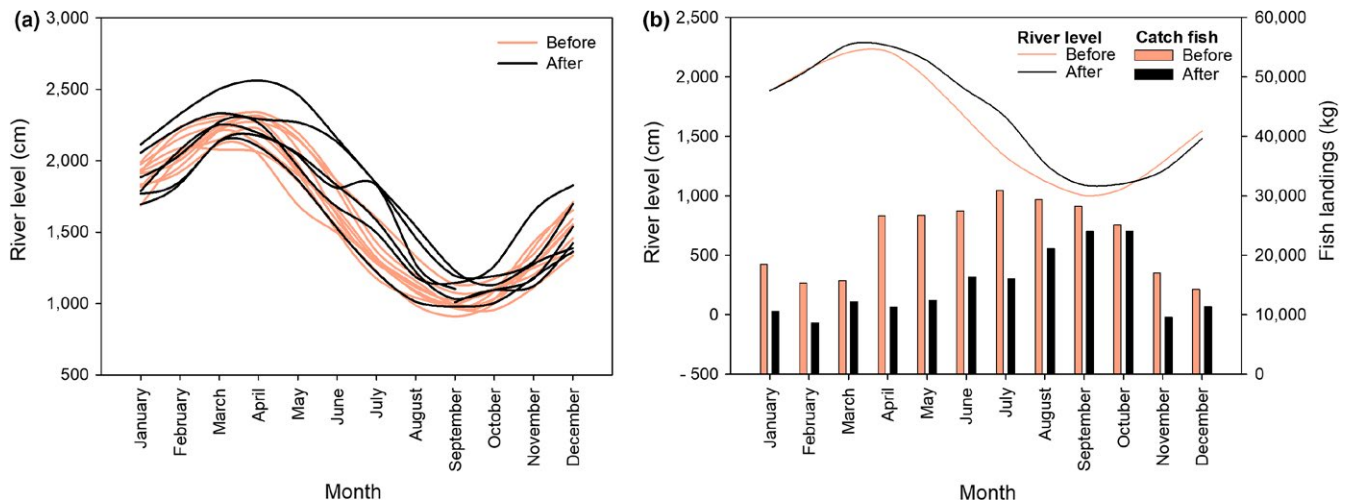 (a)
3,000
2,500
2,000
1,500
1,000
500
River level (cm)
Before
After
January
February
March
April
May
June
July
August
September
October
November
December
Month
(b)
2,500
2,000
1,500
1,000
500
0
- 500
River level (cm)
River level
Before
After
Catch fish
Before
After
60,000
50,000
40,000
30,000
20,000
10,000
0
Fish landings (kg)
January
February
March
April
May
June
July
August
September
Octuber
November
December
Month